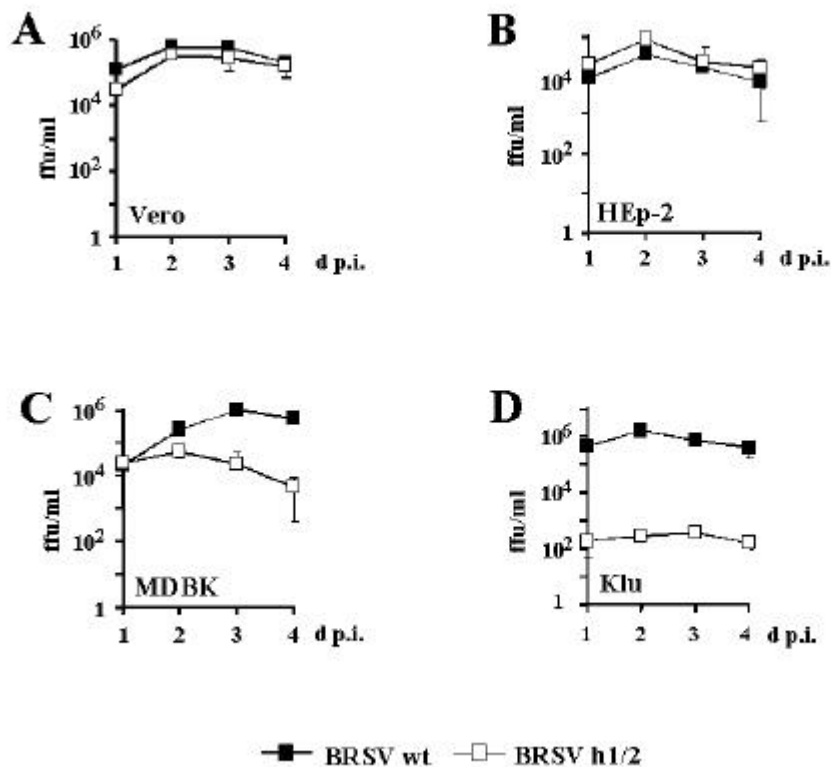 A
10^6
10^4
10^2
1
ffu/ml
Vero
1 2 3 4 d p.i.
B
10^4
10^2
1
ffu/ml
HEp-2
1 2 3 4 d p.i.
C
10^6
10^4
10^2
1
ffu/ml
MDBK
1 2 3 4 d p.i.
D
10^6
10^4
10^2
1
ffu/ml
Klu
1 2 3 4 d p.i.
BRSV wt BRSV h1/2